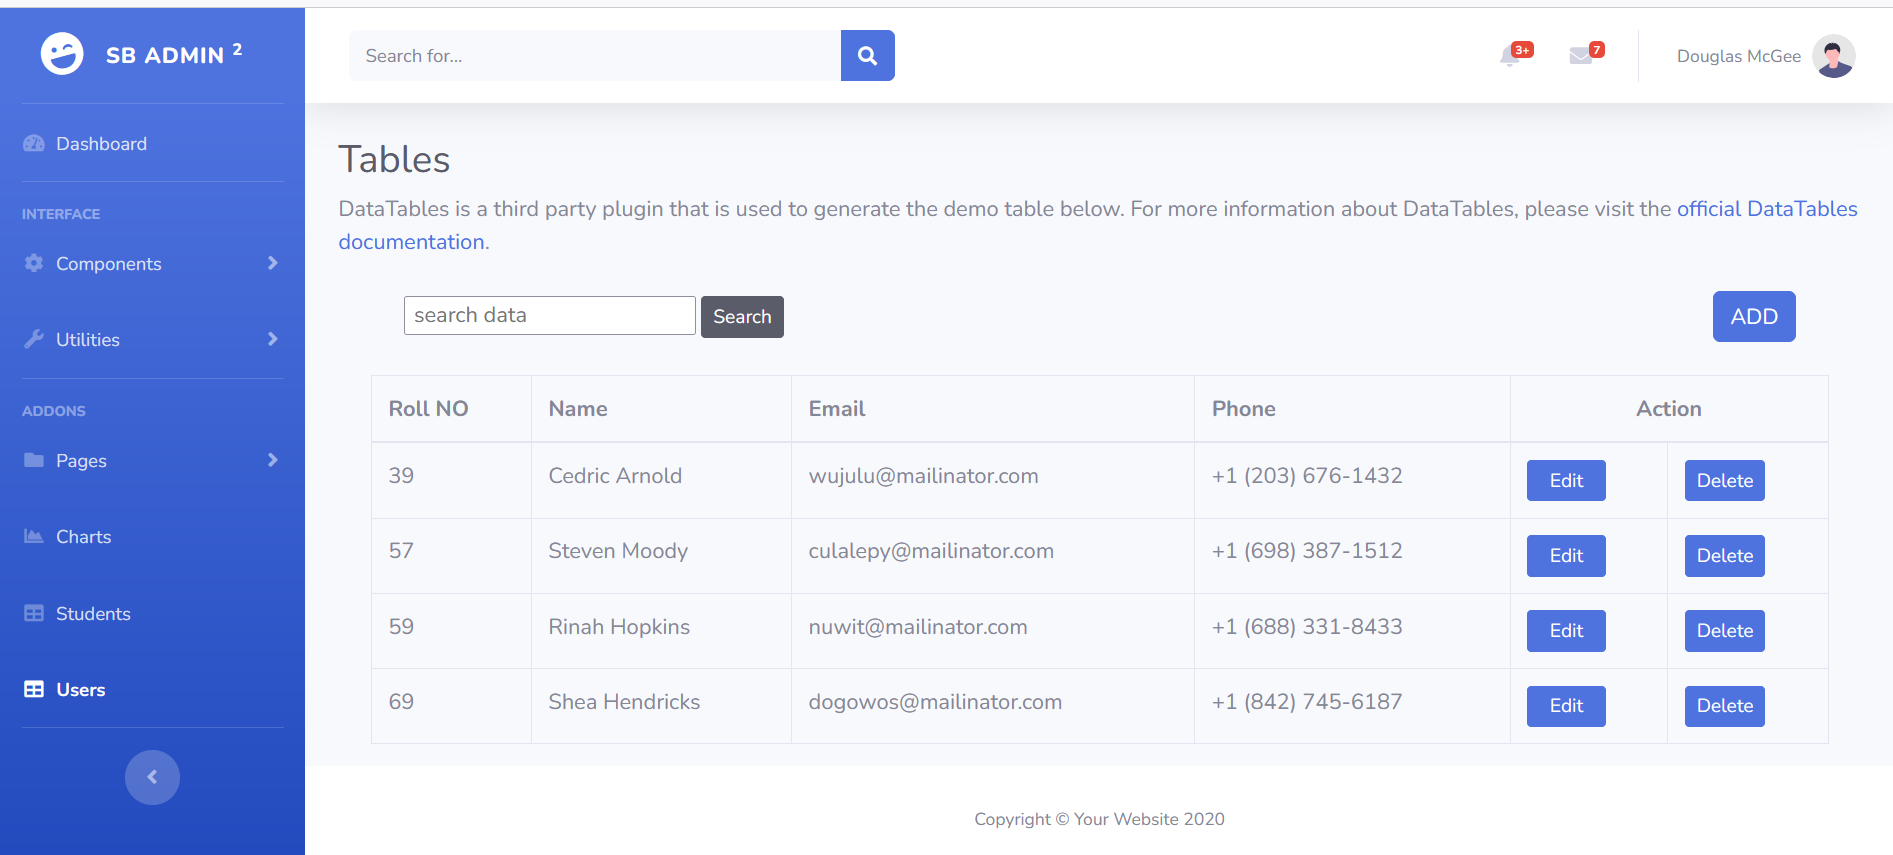 SB ADMIN 2
Search for...
3+
7
Douglas McGee
Dashboard
INTERFACE
Components
Utilities
ADDONS
Pages
Charts
Students
Users
Tables
DataTables is a third party plugin that is used to generate the demo table below. For more information about DataTables, please visit the official DataTables
documentation.
search data Search ADD
Roll NO Name Email Phone Action
39 Cedric Arnold wujulu@mailinator.com +1 (203) 676-1432 Edit Delete
57 Steven Moody culalepy@mailinator.com +1 (698) 387-1512 Edit Delete
59 Rinah Hopkins nuwit@mailinator.com +1 (688) 331-8433 Edit Delete
69 Shea Hendricks dogowos@mailinator.com +1 (842) 745-6187 Edit Delete
Copyright © Your Website 2020